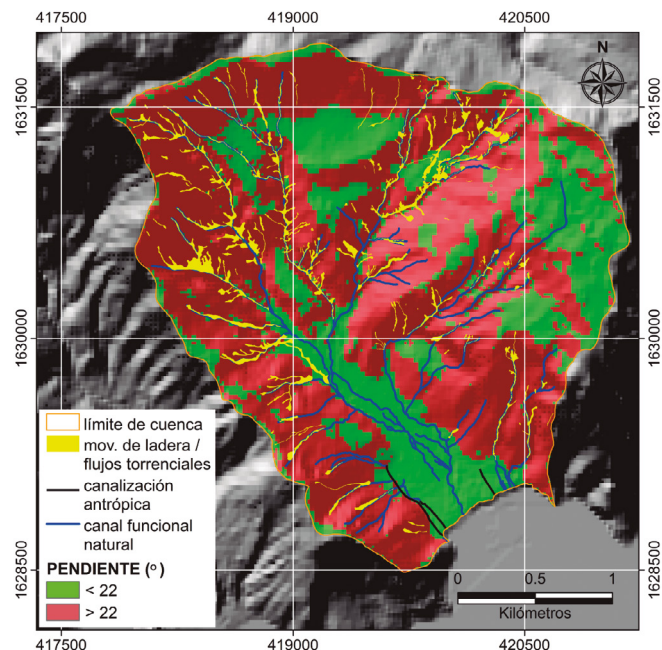 417500 419000 420500
N
1631500
1631500
1630000
1630000
límite de cuenca
mov. de ladera /
flujos torrenciales
canalización
antrópica
canal funcional
natural
PENDIENTE (º)
< 22
> 22
0 0.5 1
Kilómetros
1628500
1628500
417500 419000 420500